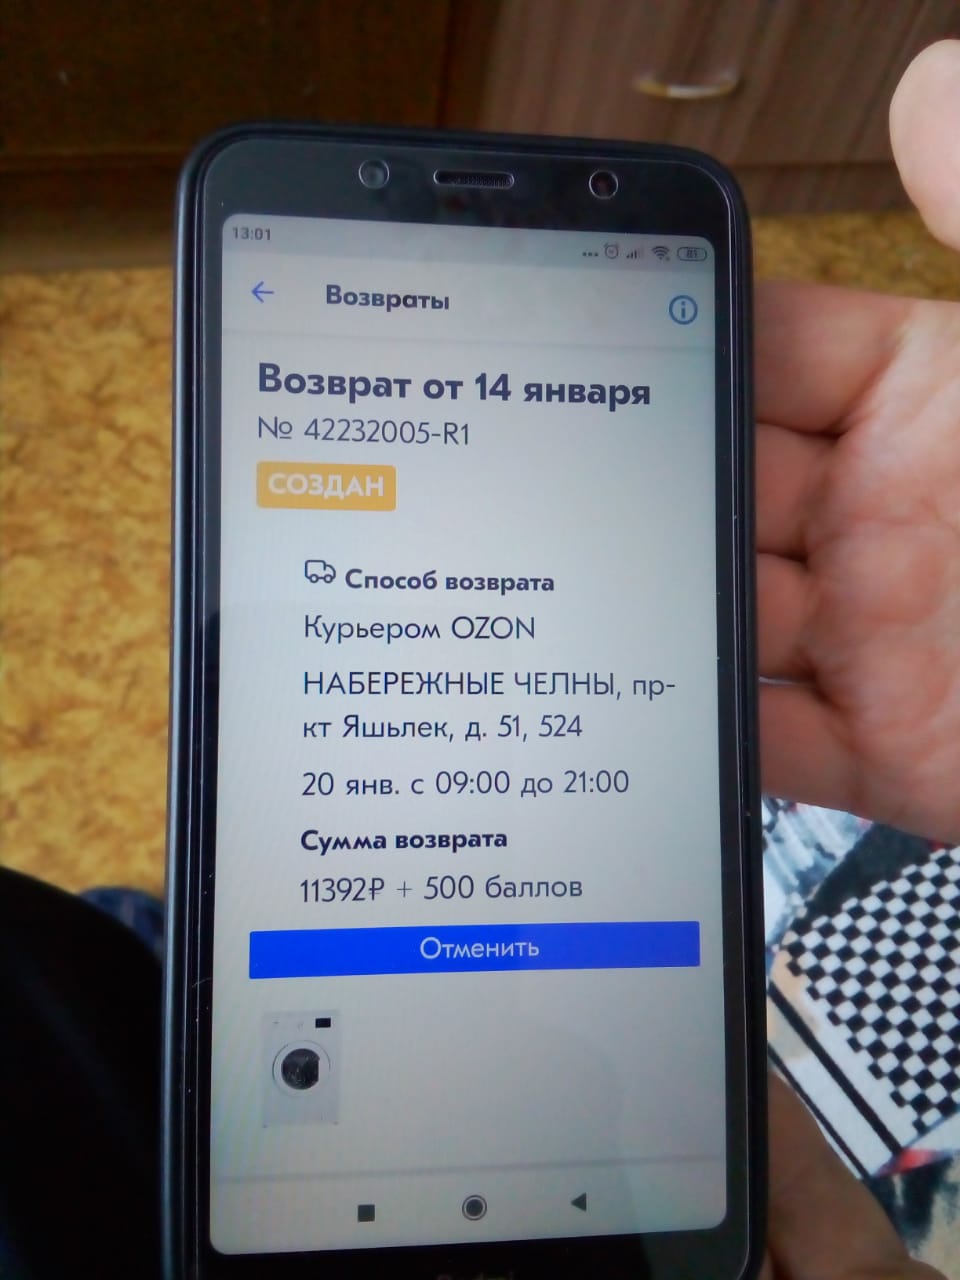 13:01
81
Возвраты
Возврат от 14 января
№ 42232005-R1
СОЗДАН
Способ возврата
Курьером OZON
НАБЕРЕЖНЫЕ ЧЕЛНЫ, пр-
кт Яшьлек, д. 51, 524
20 янв. с 09:00 до 21:00
Сумма возврата
11392₽ + 500 баллов
Отменить